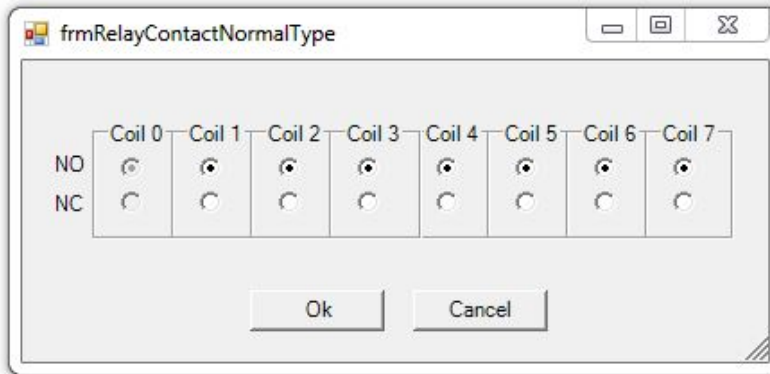 frmRelayContactNormalType
Coil 0 Coil 1 Coil 2 Coil 3 Coil 4 Coil 5 Coil 6 Coil 7
NO
NC
Ok Cancel